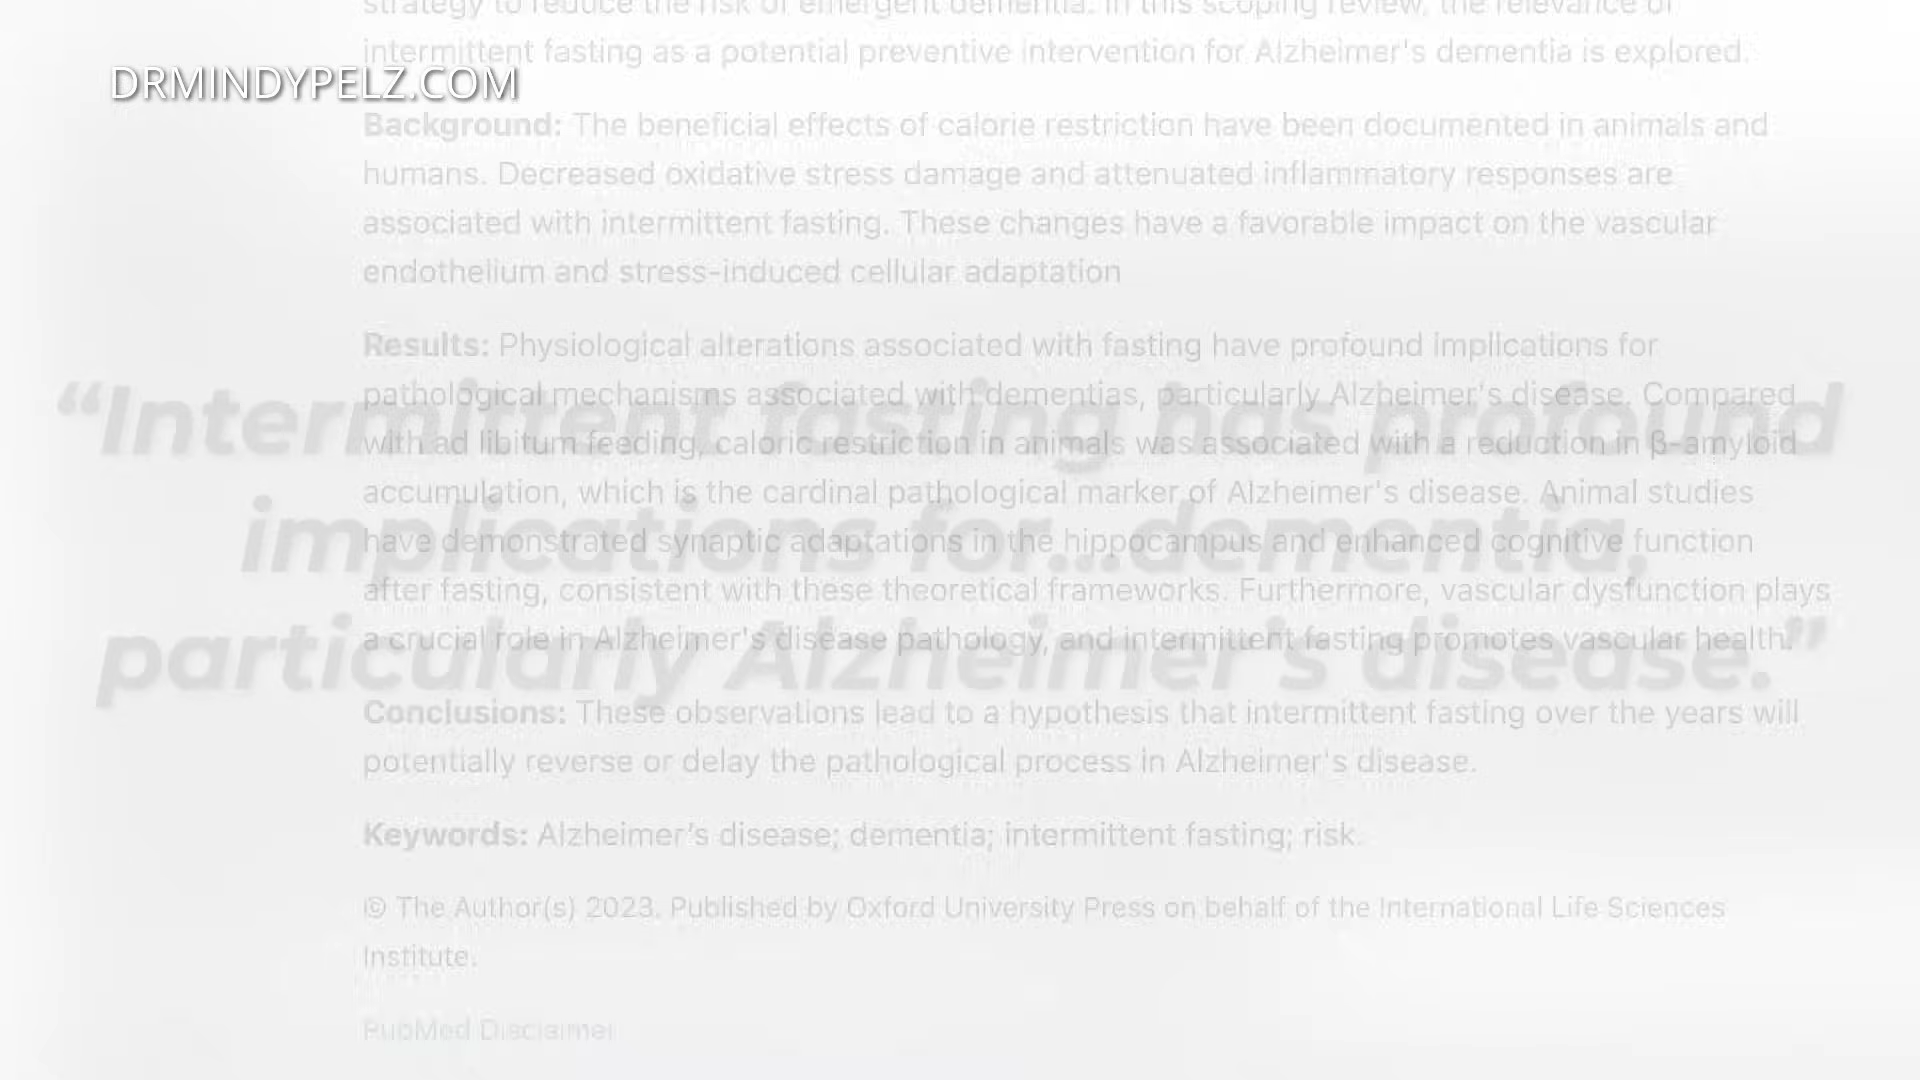 strategy to reduce the risk of emergent dementia. In this scoping review, the relevance of
intermittent fasting as a potential preventive intervention for Alzheimer's dementia is explored.
DRMINDYPELZ.COM
Background: The beneficial effects of calorie restriction have been documented in animals and
humans. Decreased oxidative stress damage and attenuated inflammatory responses are
associated with intermittent fasting. These changes have a favorable impact on the vascular
endothelium and stress-induced cellular adaptation
Results: Physiological alterations associated with fasting have profound implications for
pathological mechanisms associated with dementias, particularly Alzheimer's disease. Compared
with ad libitum feeding, caloric restriction in animals was associated with a reduction in β-amyloid
accumulation, which is the cardinal pathological marker of Alzheimer's disease. Animal studies
have demonstrated synaptic adaptations in the hippocampus and enhanced cognitive function
after fasting, consistent with these theoretical frameworks. Furthermore, vascular dysfunction plays
a crucial role in Alzheimer's disease pathology, and intermittent fasting promotes vascular health.
"Intermittent fasting has profound
implications for...dementia,
particularly Alzheimer's disease."
Conclusions: These observations lead to a hypothesis that intermittent fasting over the years will
potentially reverse or delay the pathological process in Alzheimer's disease.
Keywords: Alzheimer's disease; dementia; intermittent fasting; risk.
© The Author(s) 2023. Published by Oxford University Press on behalf of the International Life Sciences
Institute.
PubMed Disclaimer